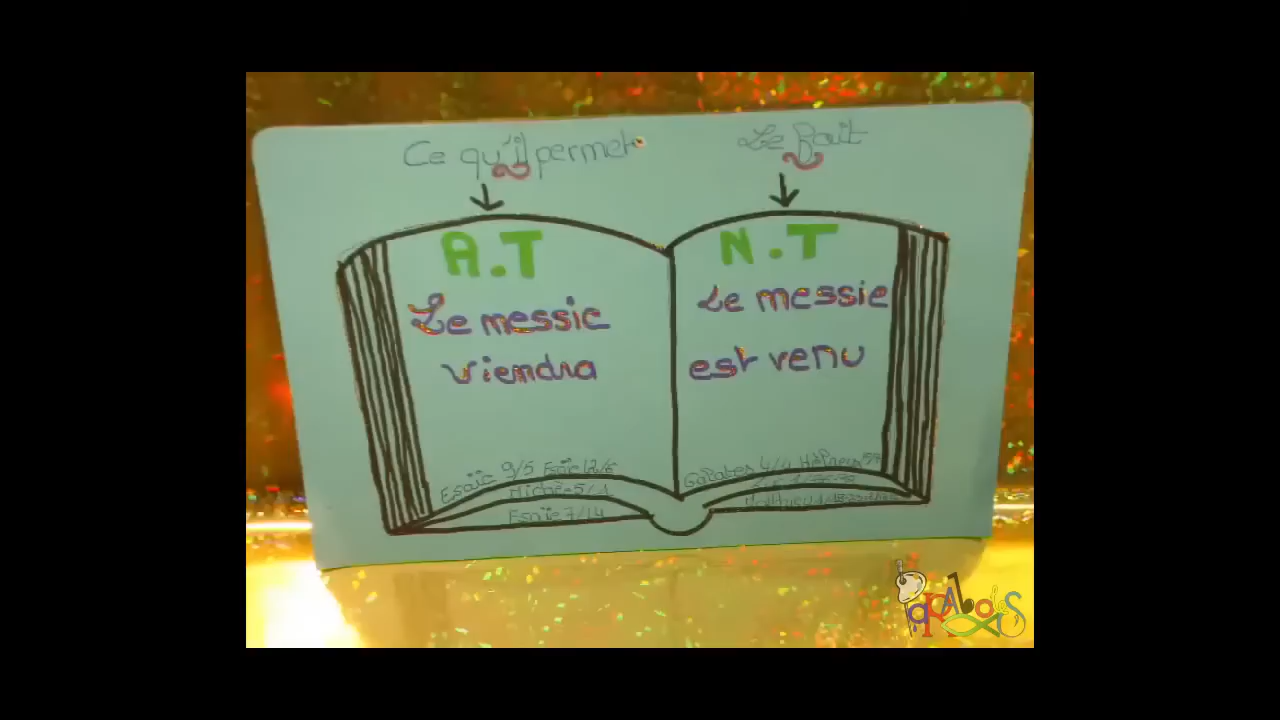 Ce qu'il permet
Le fait
A.T
Le messie
viendra
Esaïe 9/5 Esaïe 42/6
Michée 5/1
Esaïe 7/14
N.T
Le messie
est venu
Galates 4/4